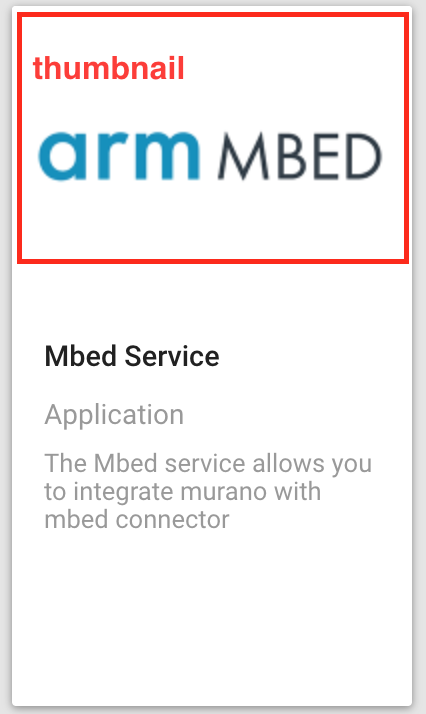 thumbnail
arm MBED
Mbed Service
Application
The Mbed service allows you
to integrate murano with
mbed connector